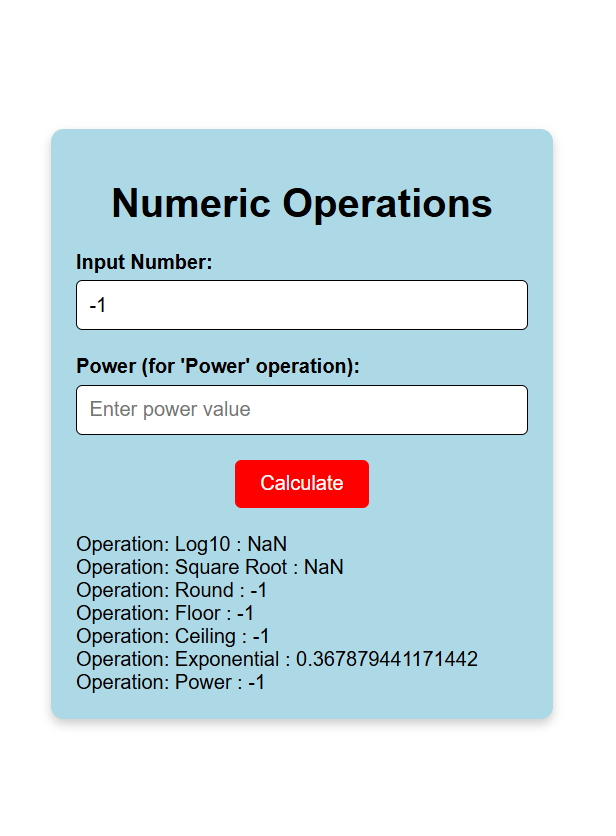 Numeric Operations
Input Number:
-1
Power (for 'Power' operation):
Enter power value
Calculate
Operation: Log10 : NaN
Operation: Square Root : NaN
Operation: Round : -1
Operation: Floor : -1
Operation: Ceiling : -1
Operation: Exponential : 0.367879441171442
Operation: Power : -1